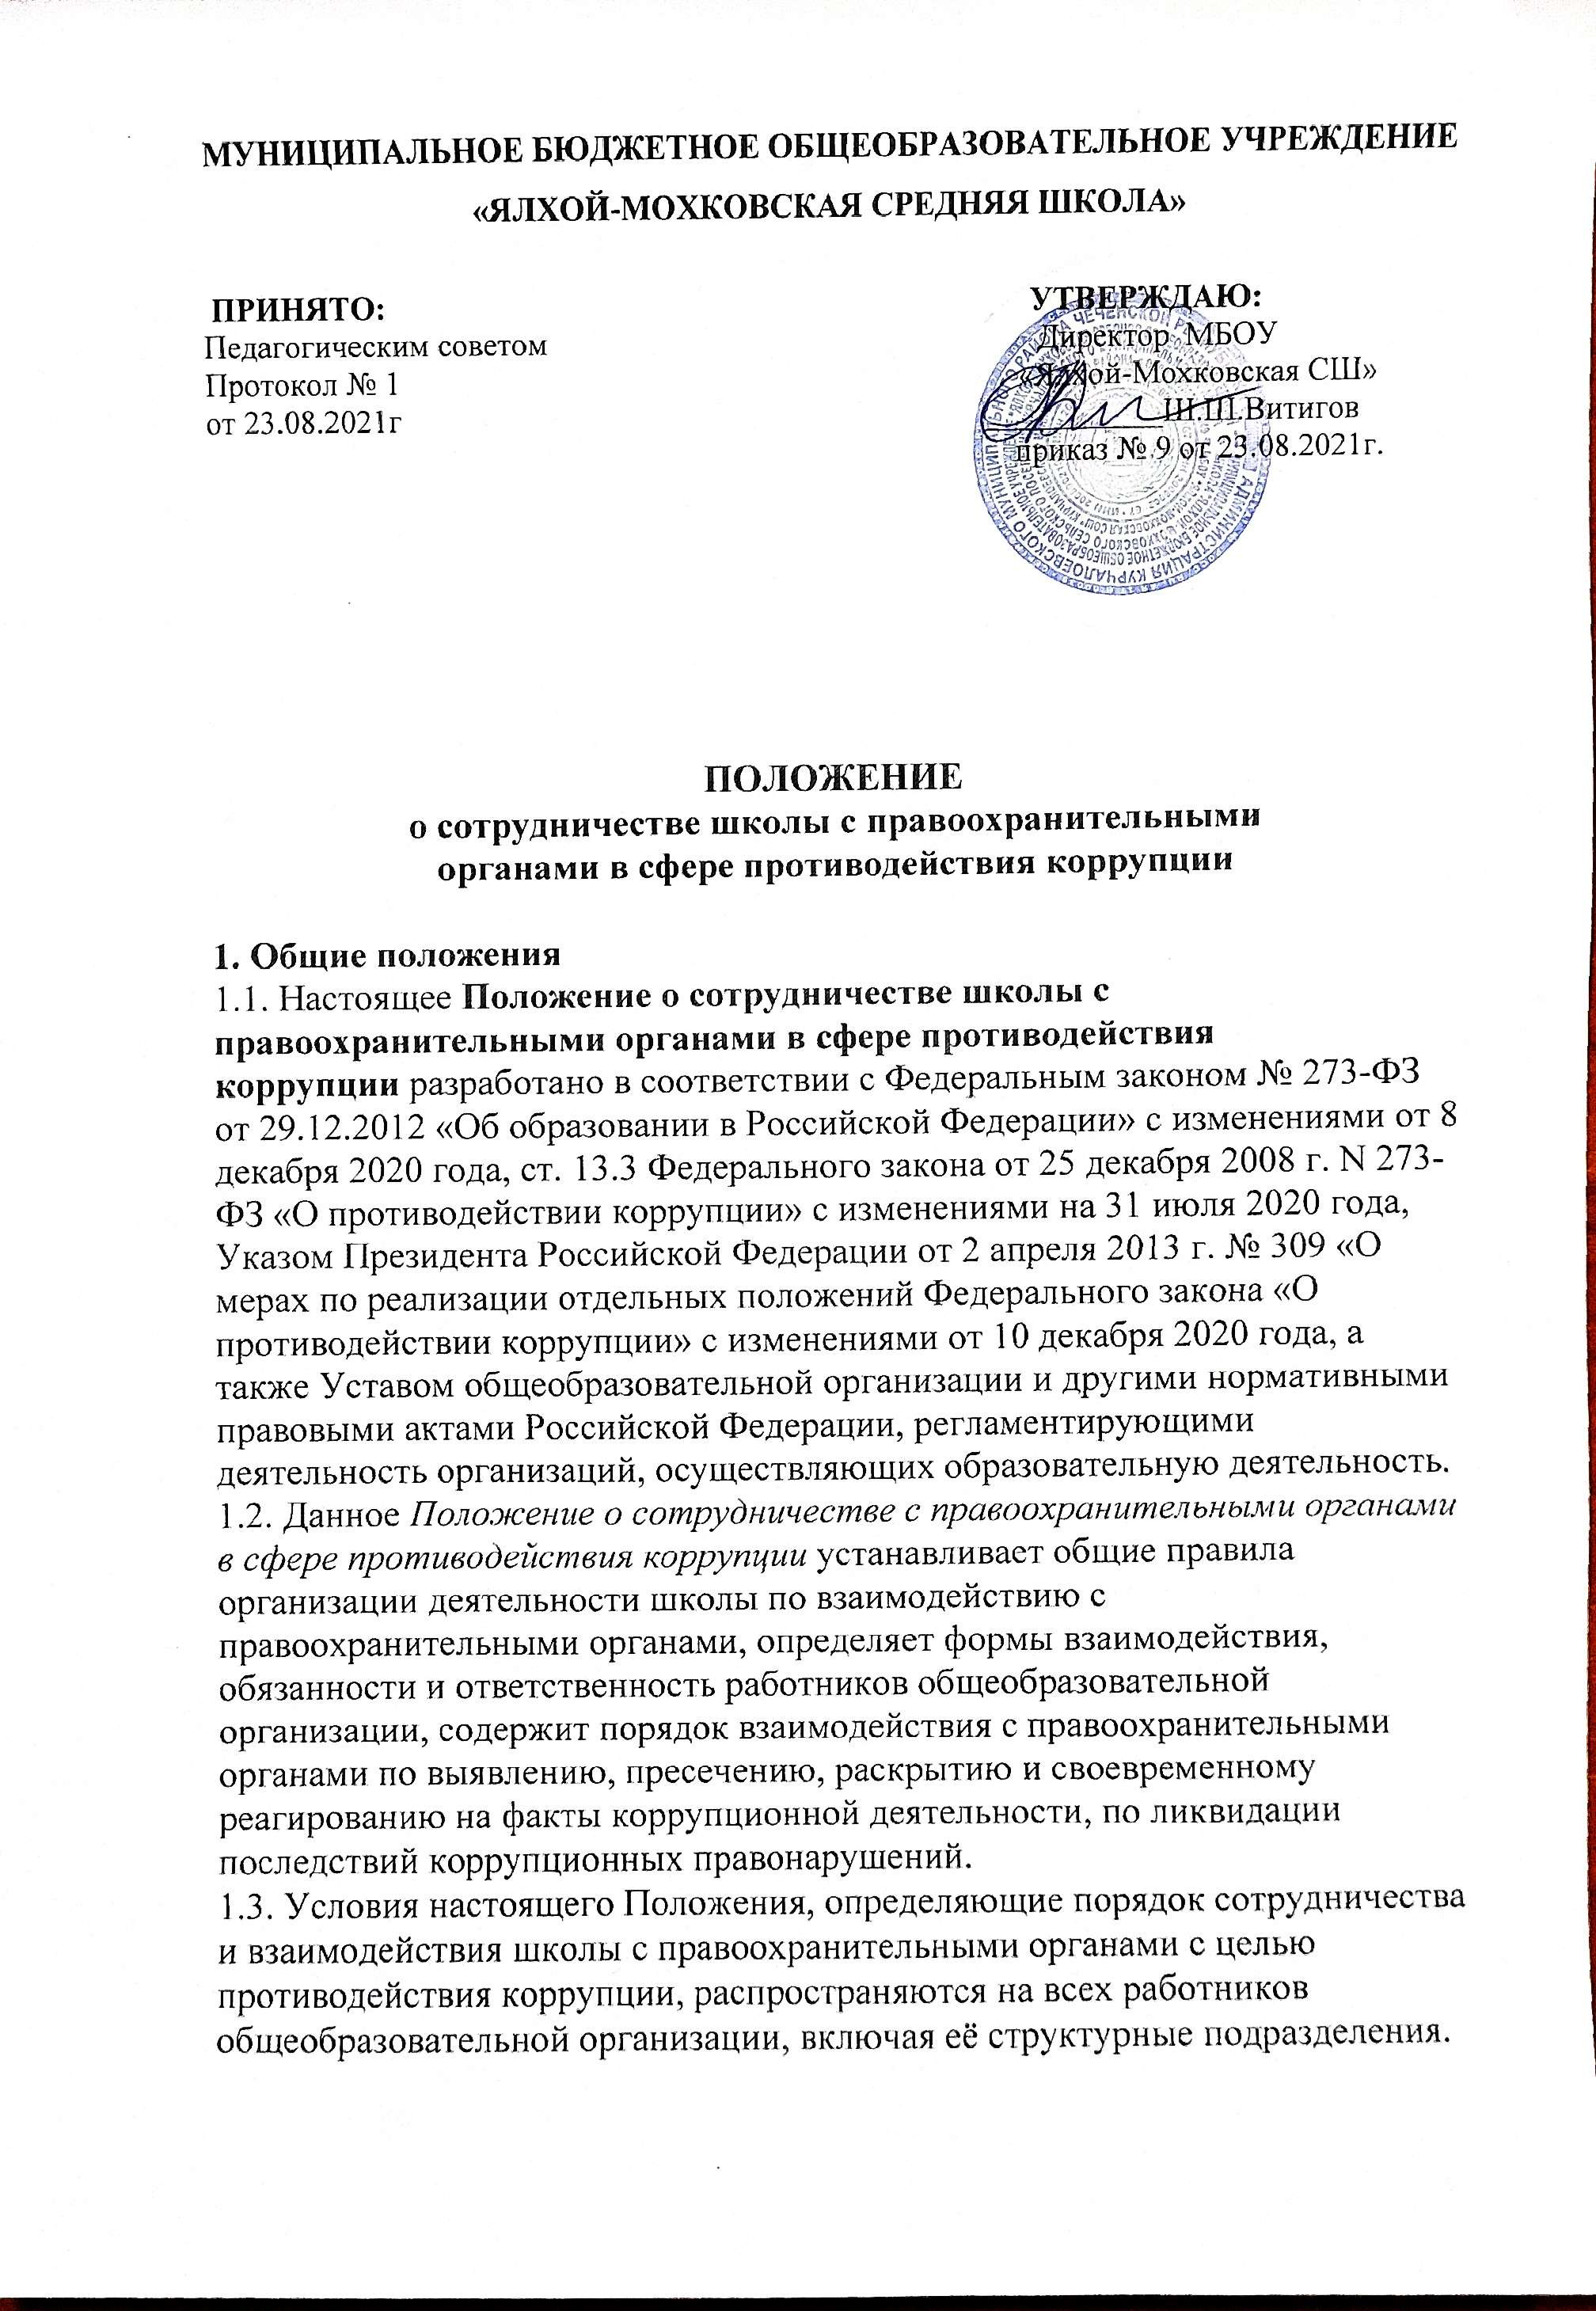 МУНИЦИПАЛЬНОЕ БЮДЖЕТНОЕ ОБЩЕОБРАЗОВАТЕЛЬНОЕ УЧРЕЖДЕНИЕ
«ЯЛХОЙ-МОХКОВСКАЯ СРЕДНЯЯ ШКОЛА»
ПРИНЯТО:
Педагогическим советом
Протокол № 1
от 23.08.2021г
УТВЕРЖДАЮ:
Директор МБОУ
«Ялхой-Мохковская СШ»
Ш.Ш.Витигов
приказ № 9 от 23.08.2021г.
АДМИНИСТРАЦИЯ КУРЧАЛОЕВСКОГО МУНИЦИПАЛЬНОГО РАЙОНА ЧЕЧЕНСКОЙ
ПОЛОЖЕНИЕ
о сотрудничестве школы с правоохранительными
органами в сфере противодействия коррупции
1. Общие положения
1.1. Настоящее Положение о сотрудничестве школы с
правоохранительными органами в сфере противодействия
коррупции разработано в соответствии с Федеральным законом № 273-ФЗ
от 29.12.2012 «Об образовании в Российской Федерации» с изменениями от 8
декабря 2020 года, ст. 13.3 Федерального закона от 25 декабря 2008 г. N 273-
ФЗ «О противодействии коррупции» с изменениями на 31 июля 2020 года,
Указом Президента Российской Федерации от 2 апреля 2013 г. № 309 «О
мерах по реализации отдельных положений Федерального закона «О
противодействии коррупции» с изменениями от 10 декабря 2020 года, а
также Уставом общеобразовательной организации и другими нормативными
правовыми актами Российской Федерации, регламентирующими
деятельность организаций, осуществляющих образовательную деятельность.
1.2. Данное Положение о сотрудничестве с правоохранительными органами
в сфере противодействия коррупции устанавливает общие правила
организации деятельности школы по взаимодействию с
правоохранительными органами, определяет формы взаимодействия,
обязанности и ответственность работников общеобразовательной
организации, содержит порядок взаимодействия с правоохранительными
органами по выявлению, пресечению, раскрытию и своевременному
реагированию на факты коррупционной деятельности, по ликвидации
последствий коррупционных правонарушений.
1.3. Условия настоящего Положения, определяющие порядок сотрудничества
и взаимодействия школы с правоохранительными органами с целью
противодействия коррупции, распространяются на всех работников
общеобразовательной организации, включая её структурные подразделения.